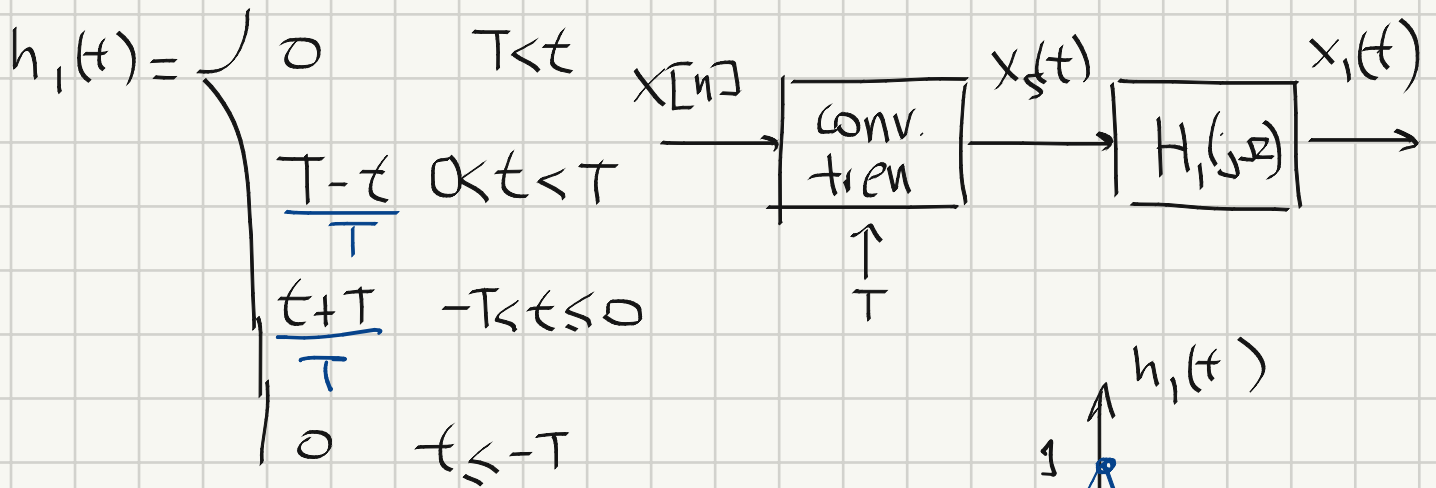 h₁(t) = 0 T<t
T-t/T 0<t<T
t+T/T -T<t≤0
0 t≤-T
x[n]
conv.
tren
T
xₛ(t)
H₁(jΩ)
x₁(t)
h₁(t)
1